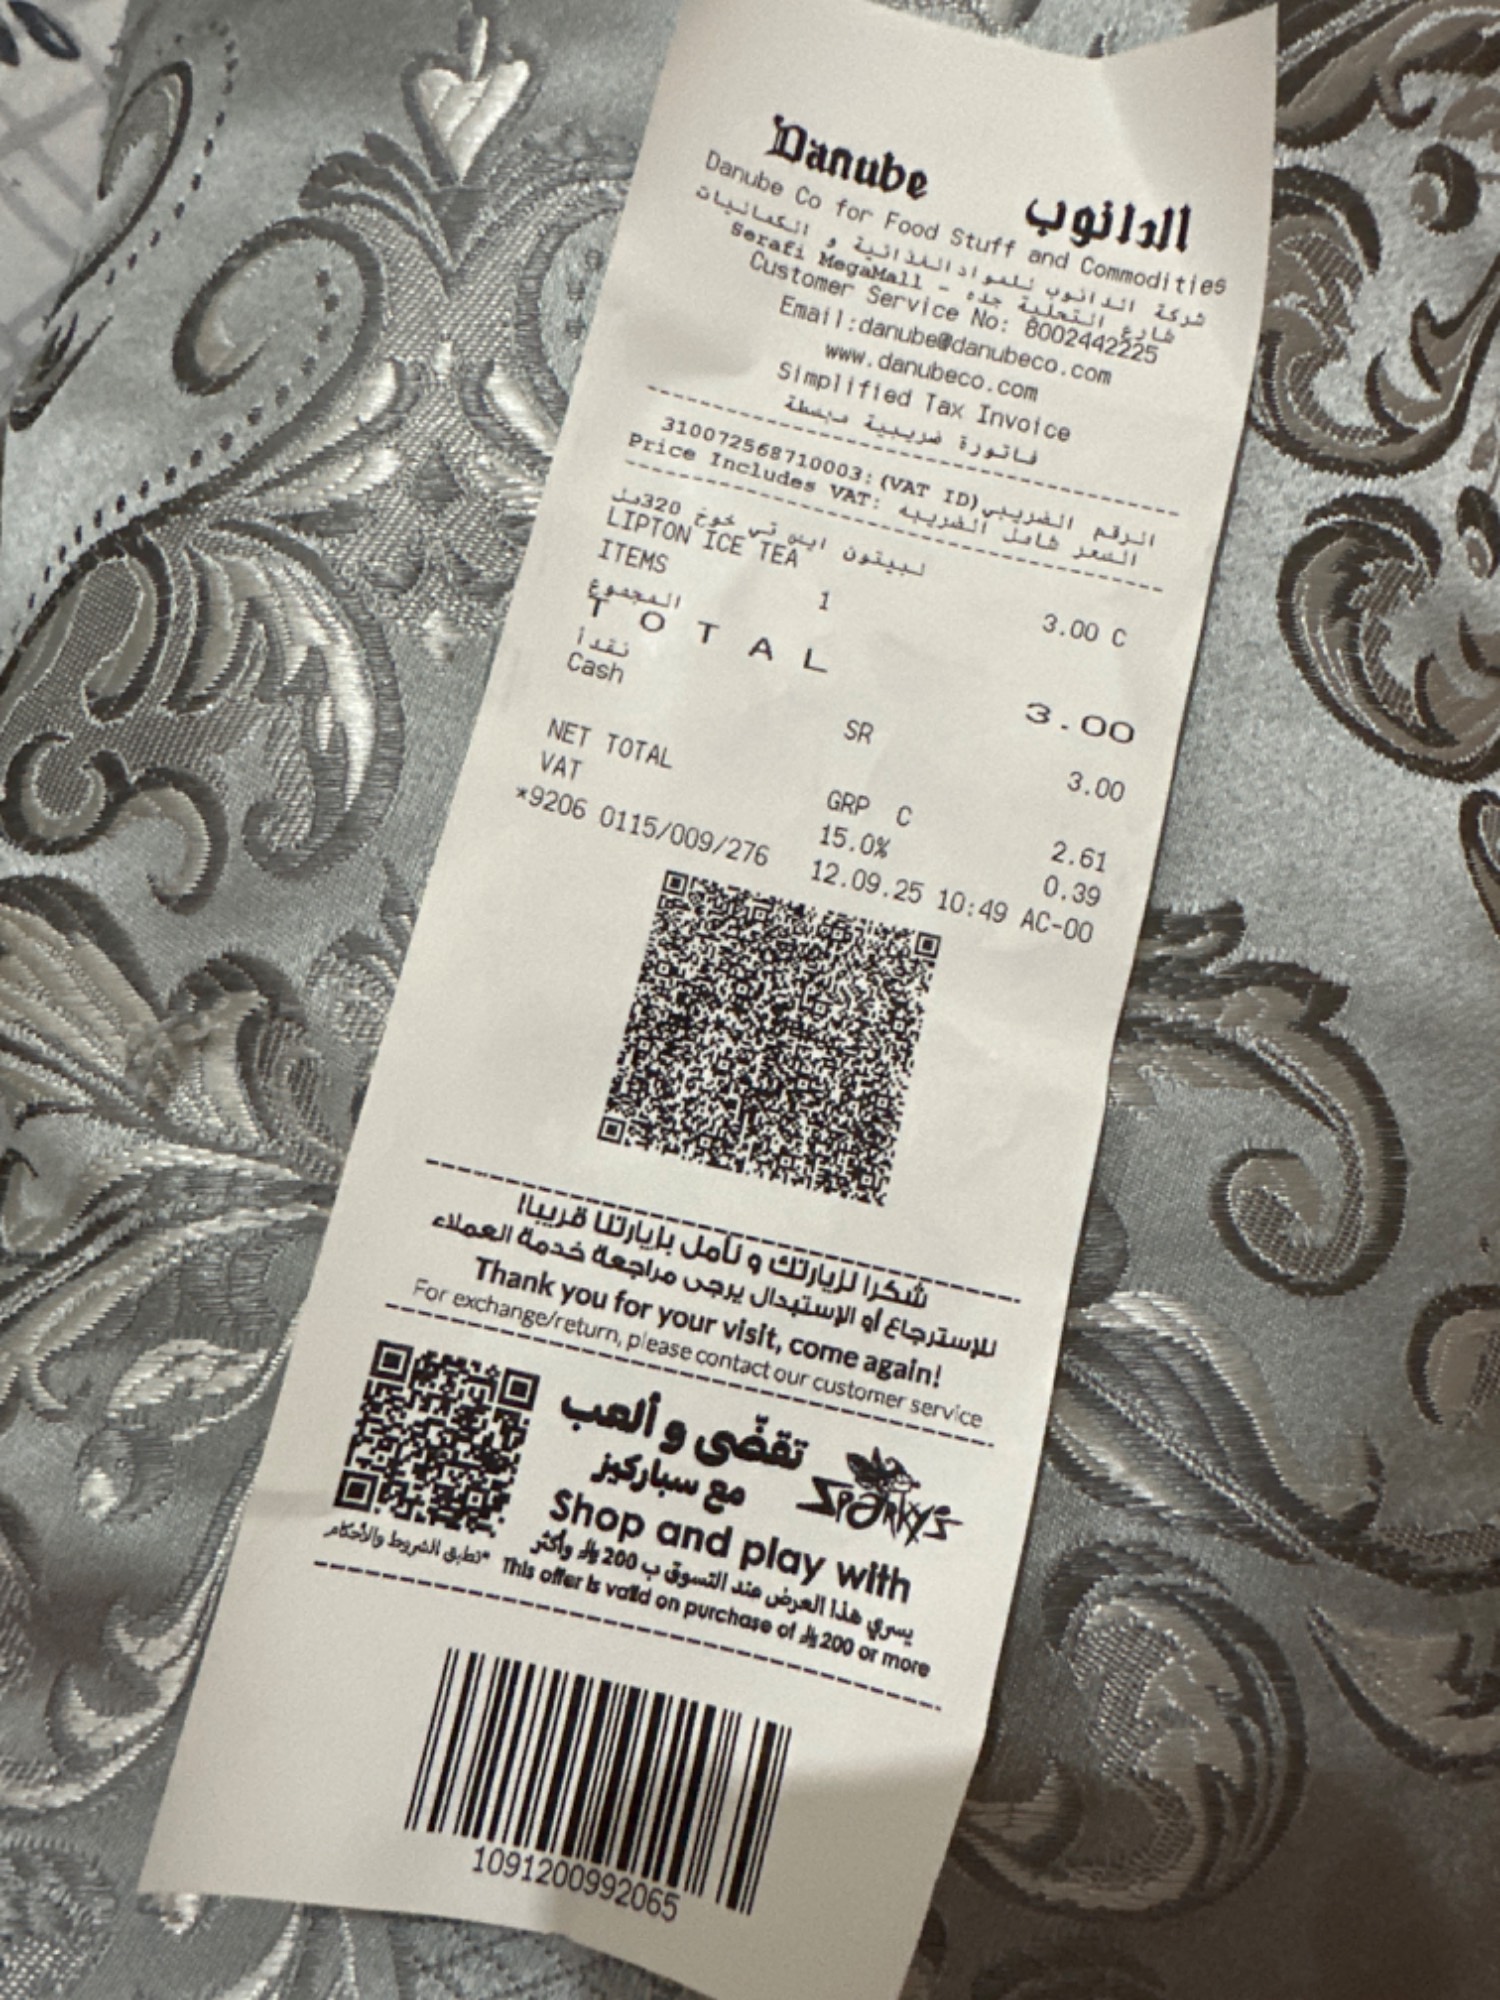 Danube الدانوب
Danube Co for Food Stuff and Commodities
شركة الدانوب للمواد الغذائية و الكماليات
شارع التحلية جده - Serafi MegaMall
Customer Service No: 8002442225
Email:danube@danubeco.com
www.danubeco.com
Simplified Tax Invoice
فاتورة ضريبية مبسطة
الرقم الضريبي(VAT ID):310072568710003
السعر شامل الضريبه :Price Includes VAT
ليبتون ايس تي خوخ 320مل
LIPTON ICE TEA 3.00 C
ITEMS 1
المجموع
TOTAL 3.00
نقدا
Cash SR 3.00
NET TOTAL GRP C 2.61
VAT 15.0% 0.39
*9206 0115/009/276 12.09.25 10:49 AC-00
شكرا لزيارتك و نأمل بزيارتنا قريبا!
للإسترجاع أو الإستبدال يرجى مراجعة خدمة العملاء
Thank you for your visit, come again!
For exchange/return, please contact our customer service
تقضّى و ألعب
مع سباركيز
SPARKY'S
Shop and play with
يسري هذا العرض عند التسوق ب 200 ⃁ وأكثر
This offer is valid on purchase of ⃁ 200 or more
*تطبق الشروط والأحكام
1091200992065